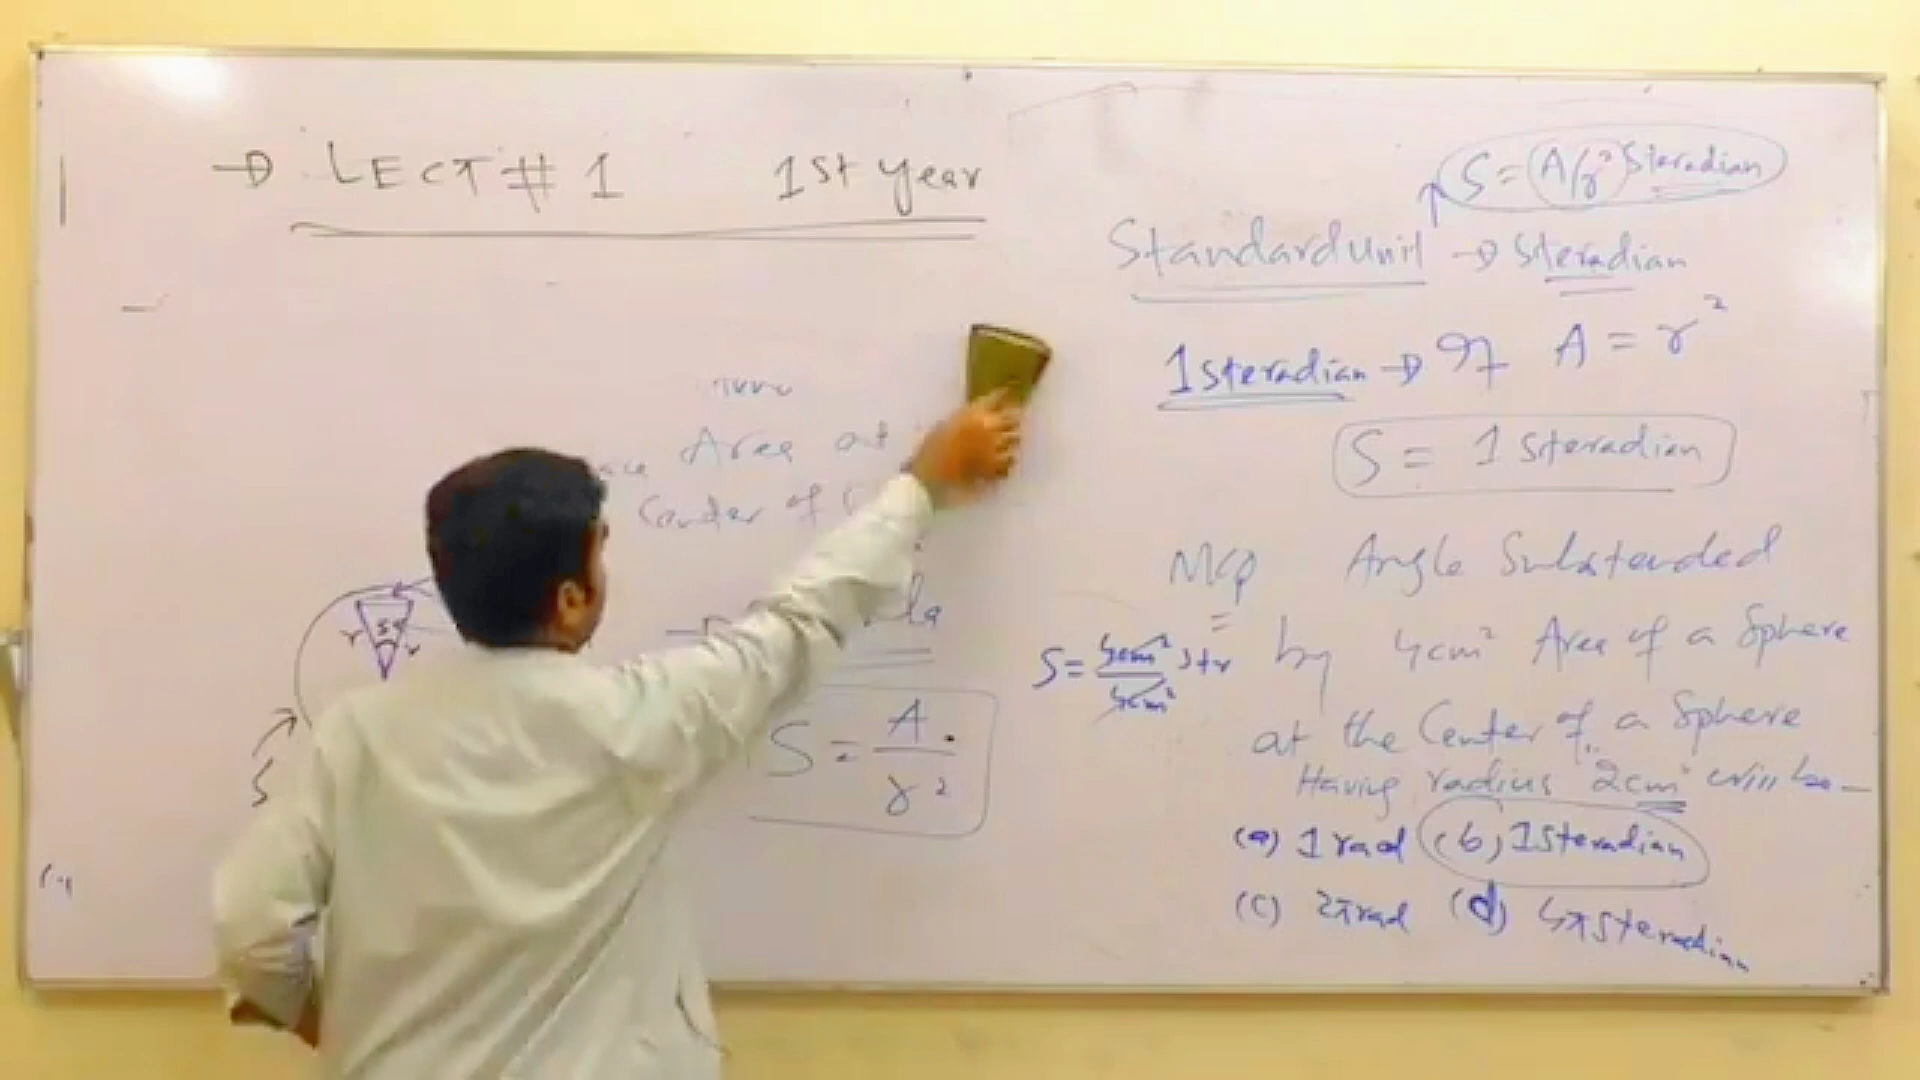 LECT # 1 1st year
Area at
Center of
S = A / r²
S
r S r
S = A/r² Steradian
Standard Unit → Steradian
1 steradian → If A = r²
S = 1 Steradian
MCQ Angle Subtended
by 4cm² Area of a Sphere
S = 4cm² / 4cm² str
at the Center of a Sphere
Having radius 2cm will be —
(a) 1 rad (b) 1 Steradian
(c) 2π rad (d) 4π Steradian